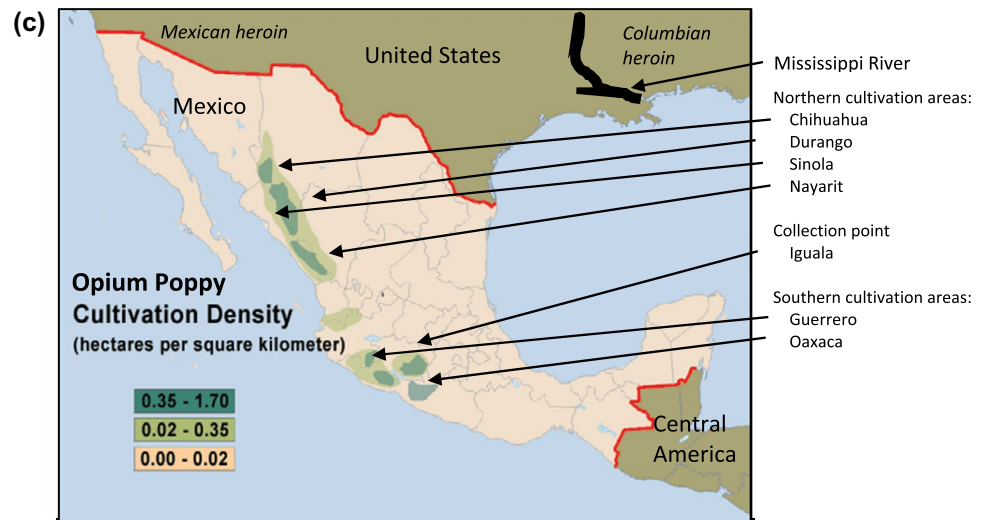 (c)
Mexican heroin
United States
Columbian
heroin
Mississippi River
Mexico
Northern cultivation areas:
Chihuahua
Durango
Sinola
Nayarit
Collection point
Iguala
Opium Poppy
Cultivation Density
(hectares per square kilometer)
Southern cultivation areas:
Guerrero
Oaxaca
0.35 - 1.70
0.02 - 0.35
0.00 - 0.02
Central
America